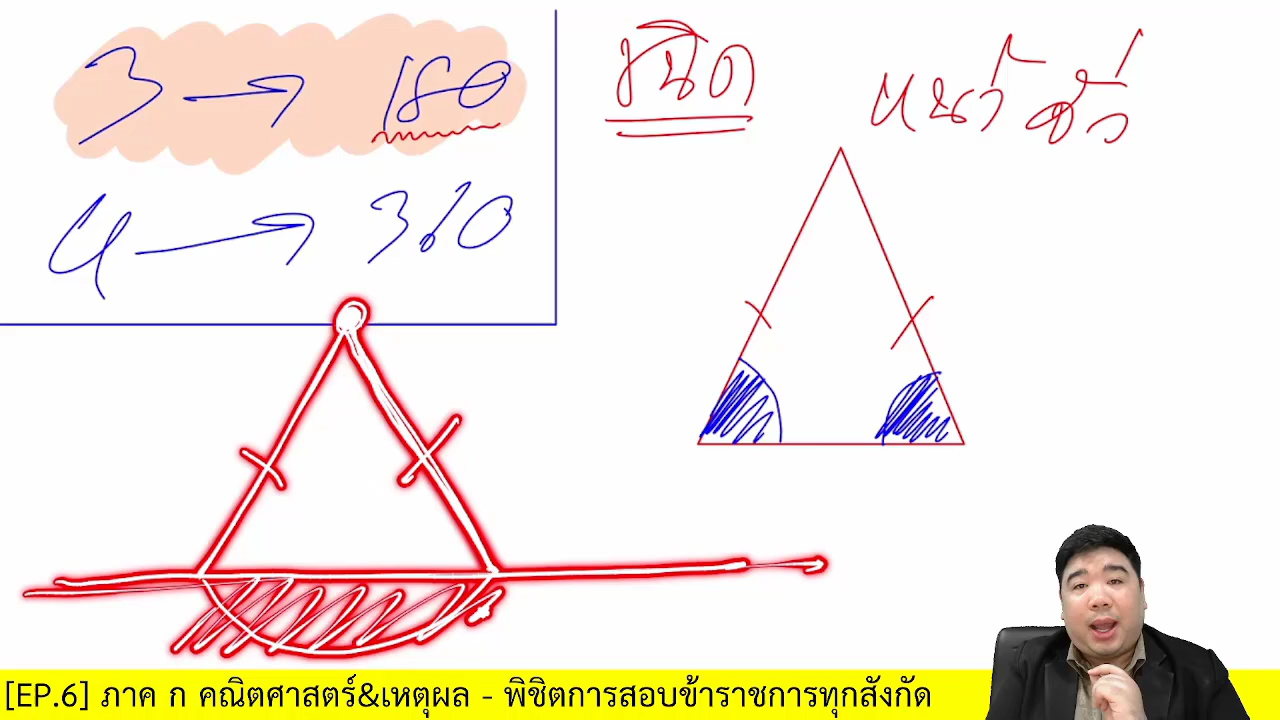 3 → 180
4 → 360
ชนิด
หน้าจั่ว
[EP.6] ภาค ก คณิตศาสตร์&เหตุผล - พิชิตการสอบข้าราชการทุกสังกัด